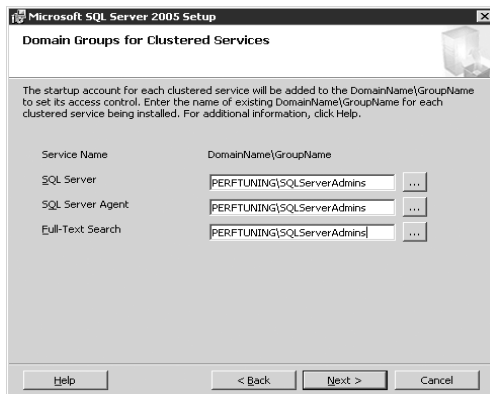 Microsoft SQL Server 2005 Setup
Domain Groups for Clustered Services
The startup account for each clustered service will be added to the DomainName\GroupName
to set its access control. Enter the name of existing DomainName\GroupName for each
clustered service being installed. For additional information, click Help.
Service Name DomainName\GroupName
SQL Server PERFTUNING\SQLServerAdmins ...
SQL Server Agent PERFTUNING\SQLServerAdmins ...
Full-Text Search PERFTUNING\SQLServerAdmins ...
Help < Back Next > Cancel